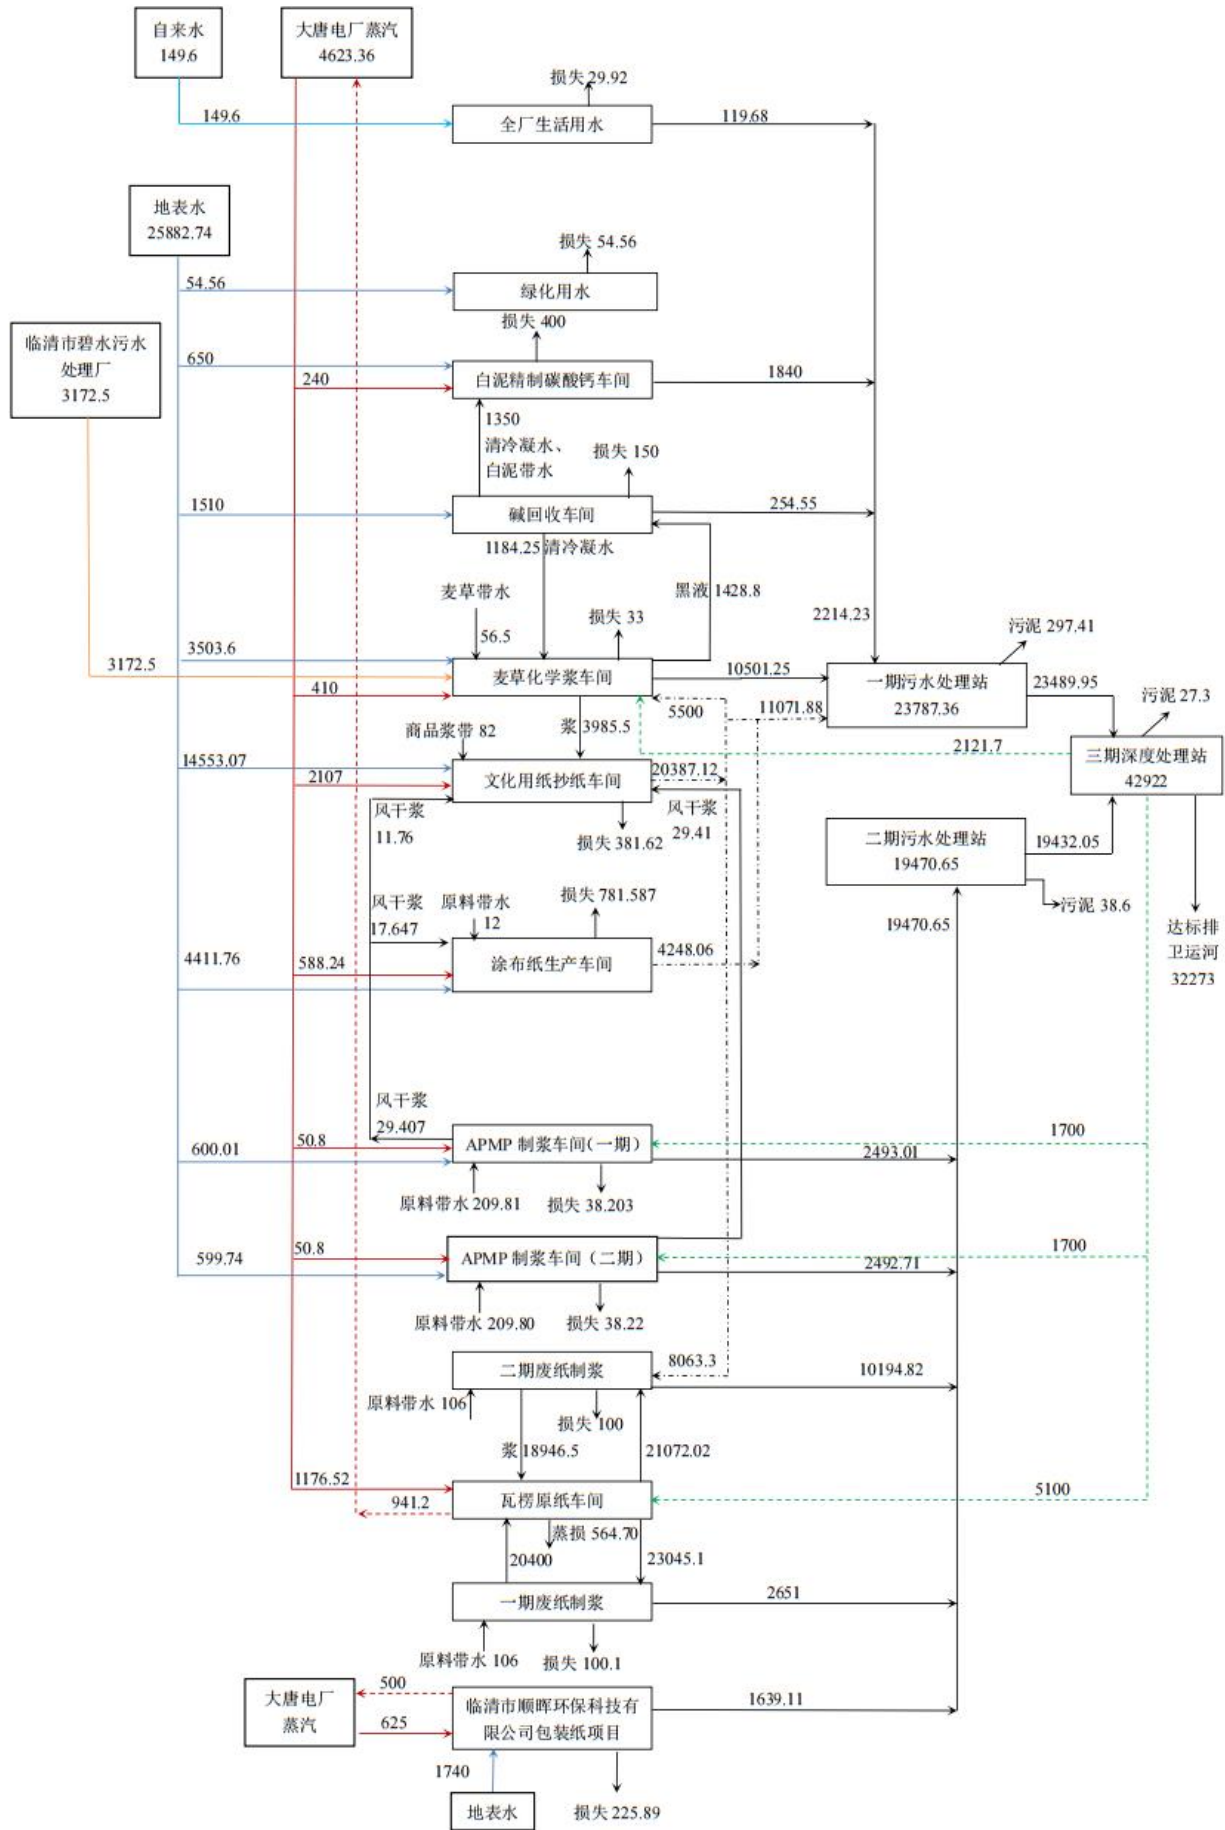 自来水
149.6
大唐电厂蒸汽
4623.36
损失 29.92
149.6
全厂生活用水
119.68
地表水
25882.74
损失 54.56
54.56
绿化用水
临清市碧水污水
处理厂
3172.5
损失 400
650
240
白泥精制碳酸钙车间
1840
1350
清冷凝水、
白泥带水
损失 150
1510
碱回收车间
254.55
1184.25 清冷凝水
麦草带水
56.5
黑液 1428.8
损失 33
2214.23
污泥 297.41
3503.6
3172.5
410
麦草化学浆车间
10501.25
一期污水处理站
23787.36
23489.95
污泥 27.3
5500
11071.88
浆 3985.5
商品浆带 82
2121.7
三期深度处理站
42922
14553.07
2107
文化用纸抄纸车间
20387.12
风干浆
11.76
风干浆
29.41
损失 381.62
二期污水处理站
19470.65
19432.05
污泥 38.6
19470.65
达标排
卫运河
32273
风干浆
17.647
原料带水
12
损失 781.587
4411.76
588.24
涂布纸生产车间
4248.06
风干浆
29.407
600.01
50.8
APMP 制浆车间(一期)
1700
2493.01
原料带水 209.81
损失 38.203
599.74
50.8
APMP 制浆车间（二期）
1700
2492.71
原料带水 209.80
损失 38.22
二期废纸制浆
8063.3
10194.82
原料带水 106
损失 100
浆 18946.5
21072.02
1176.52
941.2
瓦楞原纸车间
5100
蒸损 564.70
20400
23045.1
一期废纸制浆
2651
原料带水 106
损失 100.1
大唐电厂
蒸汽
500
625
临清市顺晖环保科技有
限公司包装纸项目
1639.11
1740
地表水
损失 225.89